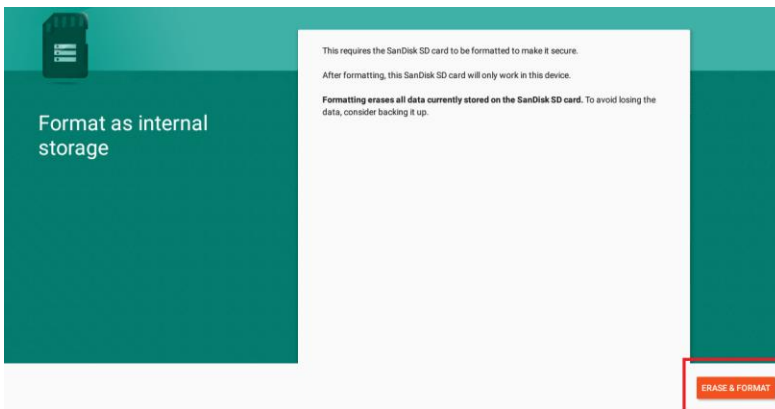 Format as internal
storage
This requires the SanDisk SD card to be formatted to make it secure.
After formatting, this SanDisk SD card will only work in this device.
Formatting erases all data currently stored on the SanDisk SD card. To avoid losing the
data, consider backing it up.
ERASE & FORMAT